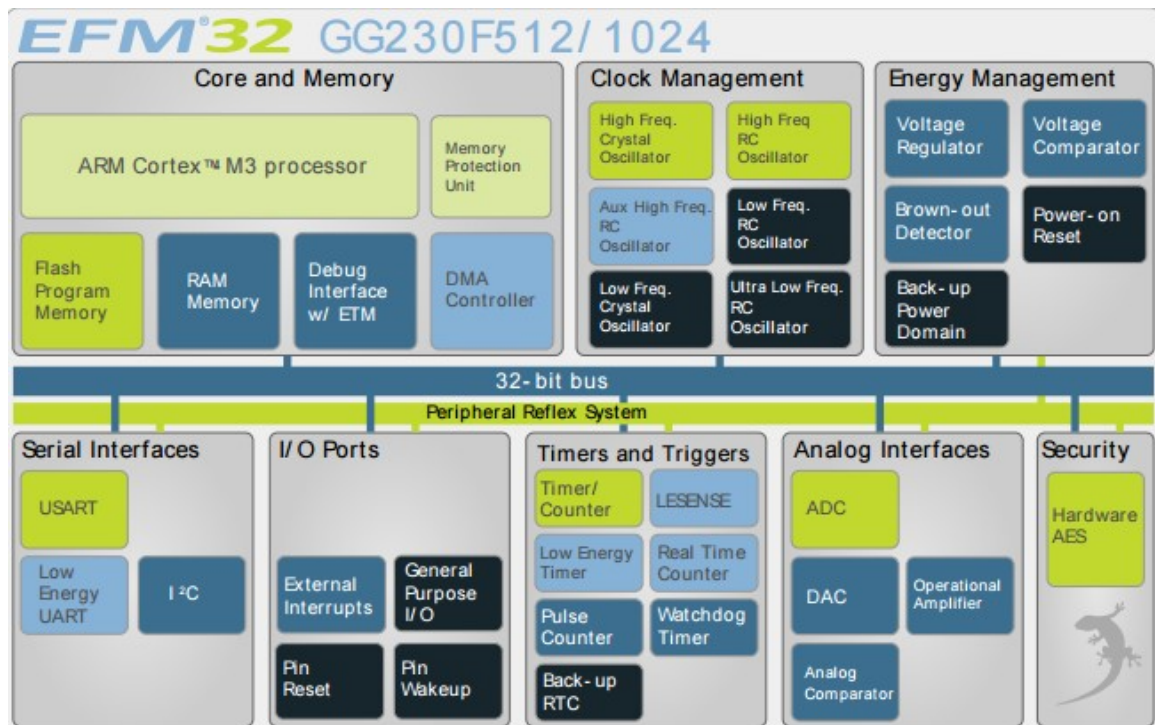 EFM®32 GG230F512/1024
Core and Memory
ARM Cortex™ M3 processor
Memory
Protection
Unit
Flash
Program
Memory
RAM
Memory
Debug
Interface
w/ ETM
DMA
Controller
Clock Management
High Freq.
Crystal
Oscillator
High Freq
RC
Oscillator
Aux High Freq.
RC
Oscillator
Low Freq.
RC
Oscillator
Low Freq.
Crystal
Oscillator
Ultra Low Freq.
RC
Oscillator
Energy Management
Voltage
Regulator
Voltage
Comparator
Brown-out
Detector
Power-on
Reset
Back-up
Power
Domain
32-bit bus
Peripheral Reflex System
Serial Interfaces
USART
Low
Energy
UART
I²C
I/O Ports
External
Interrupts
General
Purpose
I/O
Pin
Reset
Pin
Wakeup
Timers and Triggers
Timer/
Counter
LESENSE
Low Energy
Timer
Real Time
Counter
Pulse
Counter
Watchdog
Timer
Back-up
RTC
Analog Interfaces
ADC
DAC
Operational
Amplifier
Analog
Comparator
Security
Hardware
AES